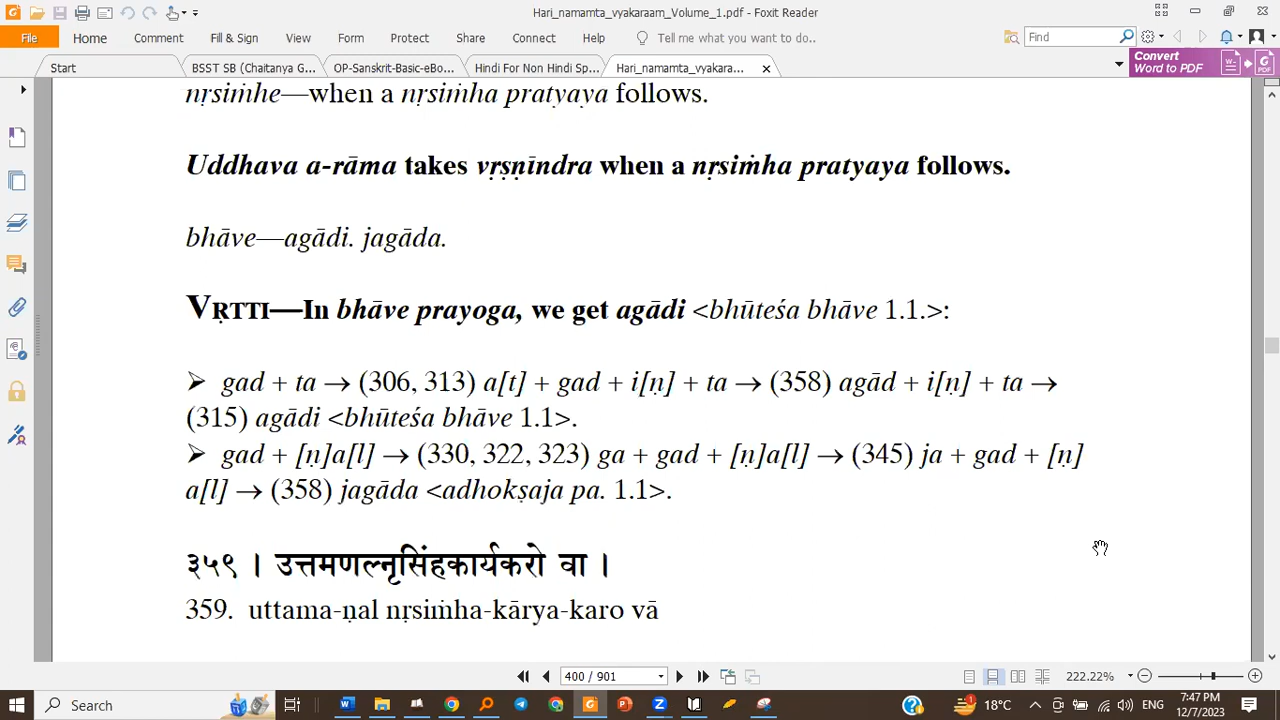 Hari_namamta_vyakaraam_Volume_1.pdf - Foxit Reader
File Home Comment Fill & Sign View Form Protect Share Connect Help Tell me what you want to do.. Find
Start BSST SB (Chaitanya G... OP-Sanskrit-Basic-eBO... Hindi For Non Hindi Sp... Hari_namamta_vyakara... Convert Word to PDF
nṛsiṁhe—when a nṛsiṁha pratyaya follows.
Uddhava a-rāma takes vṛṣṇīndra when a nṛsiṁha pratyaya follows.
bhāve—agādi. jagāda.
VṚTTI—In bhāve prayoga, we get agādi <bhūteśa bhāve 1.1.>:
➢ gad + ta → (306, 313) a[t] + gad + i[ṇ] + ta → (358) agād + i[ṇ] + ta →
(315) agādi <bhūteśa bhāve 1.1>.
➢ gad + [ṇ]a[l] → (330, 322, 323) ga + gad + [ṇ]a[l] → (345) ja + gad + [ṇ]
a[l] → (358) jagāda <adhokṣaja pa. 1.1>.
३५९ । उत्तमणल्नृसिंहकार्यकरो वा ।
359. uttama-ṇal nṛsiṁha-kārya-karo vā
400 / 901 222.22%
Search 18°C ENG 7:47 PM
12/7/2023